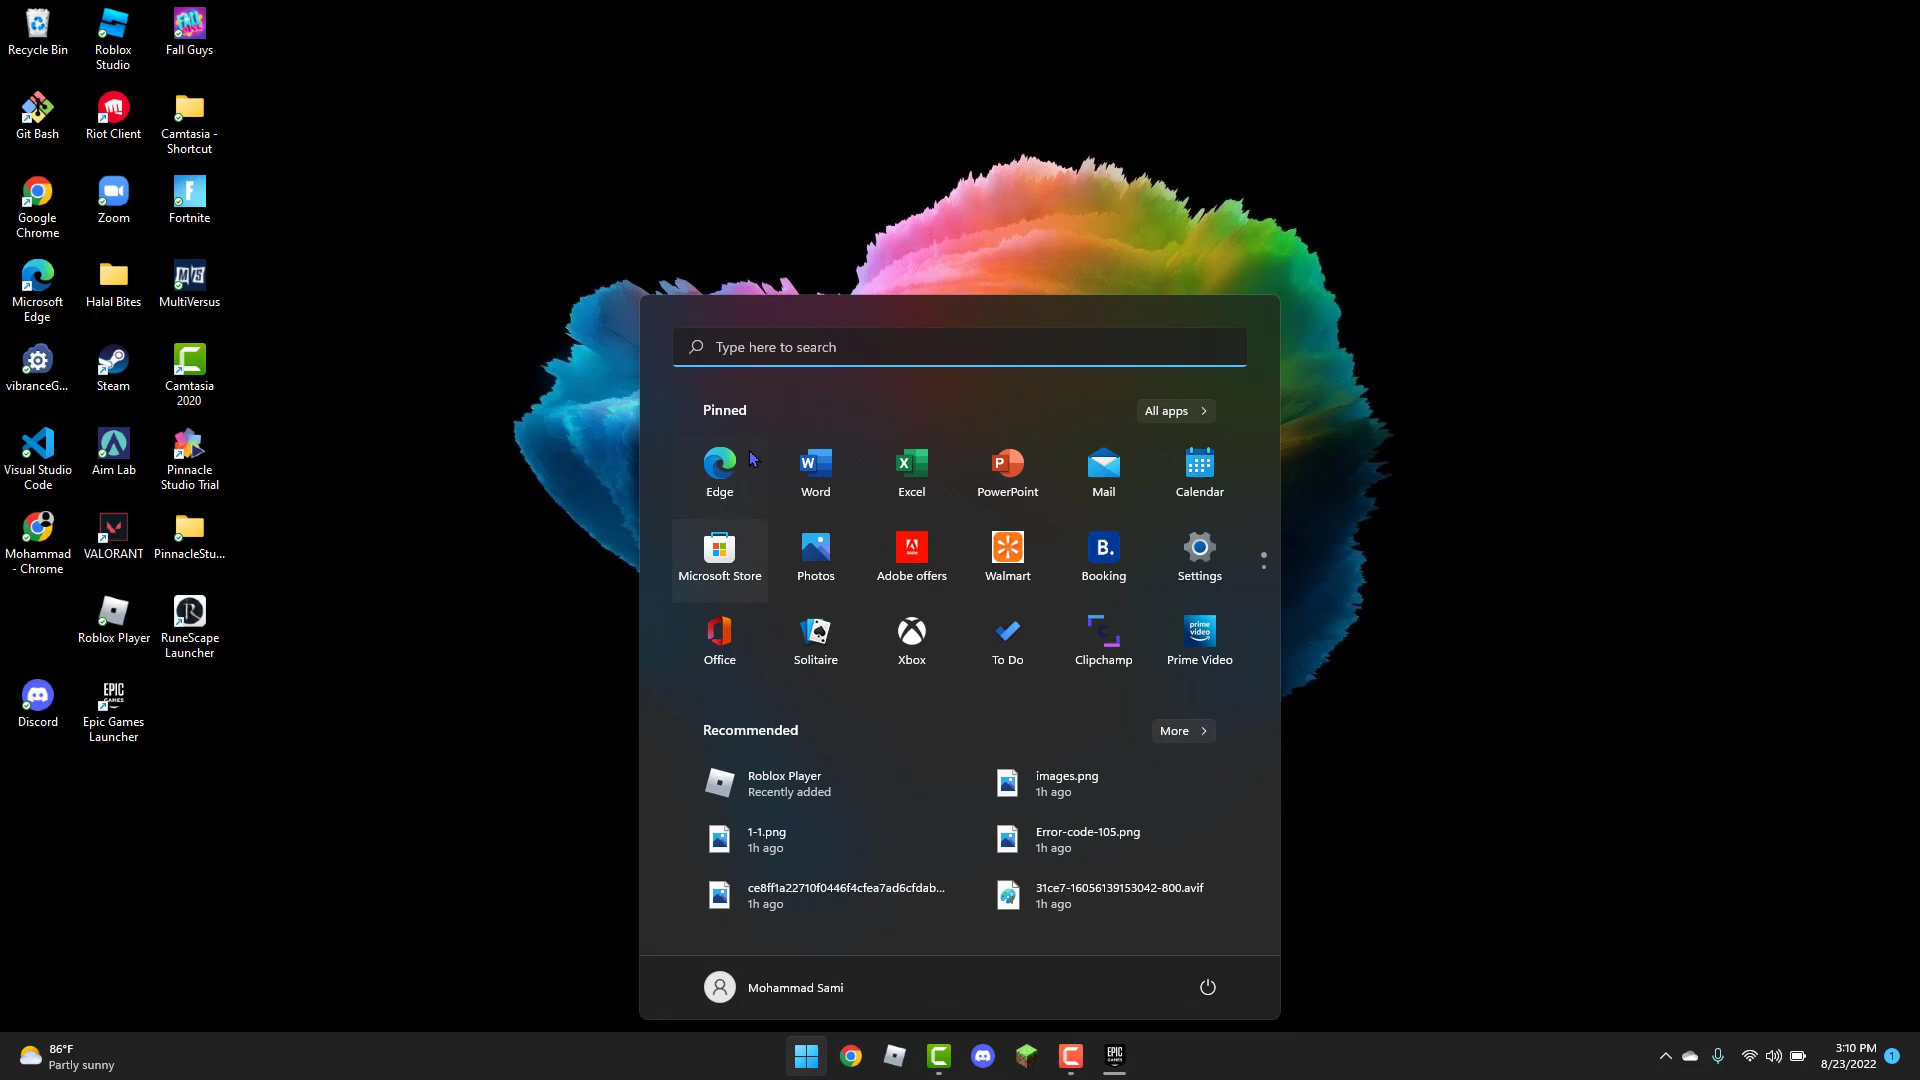 Recycle Bin
Roblox
Studio
Fall Guys
Git Bash
Riot Client
Camtasia -
Shortcut
Google
Chrome
Zoom
Fortnite
Microsoft
Edge
Halal Bites
MultiVersus
vibranceG...
Steam
Camtasia
2020
Visual Studio
Code
Aim Lab
Pinnacle
Studio Trial
Mohammad
- Chrome
VALORANT
PinnacleStu...
Roblox Player
RuneScape
Launcher
Discord
Epic Games
Launcher
Type here to search
Pinned
All apps
Edge
Word
Excel
PowerPoint
Mail
Calendar
Microsoft Store
Photos
Adobe offers
Walmart
Booking
Settings
Office
Solitaire
Xbox
To Do
Clipchamp
Prime Video
Recommended
More
Roblox Player
Recently added
images.png
1h ago
1-1.png
1h ago
Error-code-105.png
1h ago
ce8ff1a22710f0446f4cfea7ad6cfdab...
1h ago
31ce7-16056139153042-800.avif
1h ago
Mohammad Sami
86°F
Partly sunny
3:10 PM
8/23/2022
1